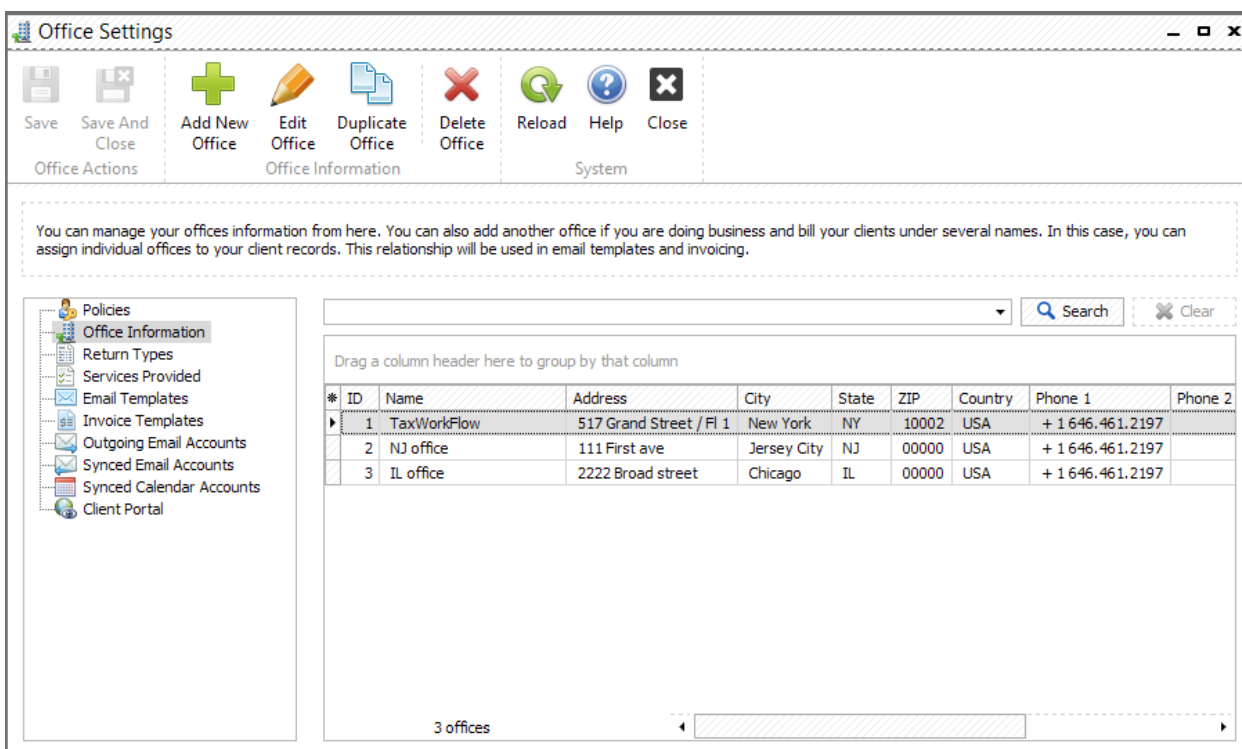 Office Settings
Save
Save And Close
Add New Office
Edit Office
Duplicate Office
Delete Office
Reload
Help
Close
Office Actions
Office Information
System
You can manage your offices information from here. You can also add another office if you are doing business and bill your clients under several names. In this case, you can
assign individual offices to your client records. This relationship will be used in email templates and invoicing.
Policies
Office Information
Return Types
Services Provided
Email Templates
Invoice Templates
Outgoing Email Accounts
Synced Email Accounts
Synced Calendar Accounts
Client Portal
Search
Clear
Drag a column header here to group by that column
ID Name Address City State ZIP Country Phone 1 Phone 2
1 TaxWorkFlow 517 Grand Street / Fl 1 New York NY 10002 USA + 1 646.461.2197
2 NJ office 111 First ave Jersey City NJ 00000 USA + 1 646.461.2197
3 IL office 2222 Broad street Chicago IL 00000 USA + 1 646.461.2197
3 offices